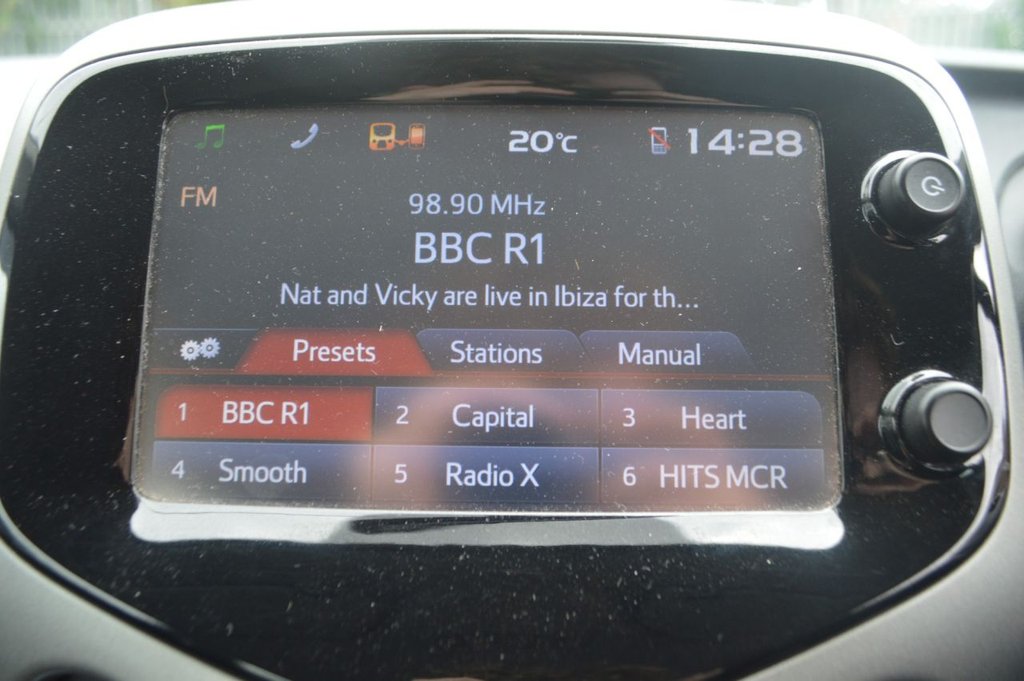 20°C 14:28
FM
98.90 MHz
BBC R1
Nat and Vicky are live in Ibiza for th...
Presets Stations Manual
1 BBC R1 2 Capital 3 Heart
4 Smooth 5 Radio X 6 HITS MCR